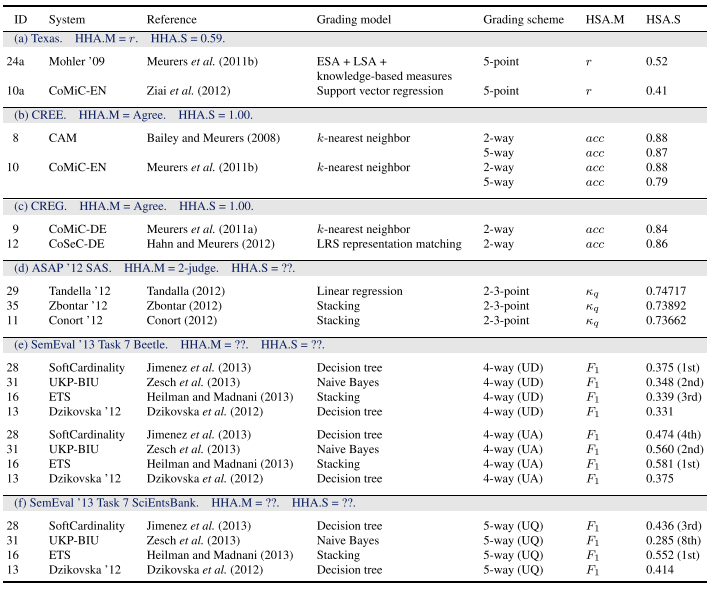 ID System Reference Grading model Grading scheme HSA.M HSA.S
(a) Texas. HHA.M = r. HHA.S = 0.59.
24a Mohler ’09 Meurers et al. (2011b) ESA + LSA + 5-point r 0.52
knowledge-based measures
10a CoMiC-EN Ziai et al. (2012) Support vector regression 5-point r 0.41
(b) CREE. HHA.M = Agree. HHA.S = 1.00.
8 CAM Bailey and Meurers (2008) k-nearest neighbor 2-way acc 0.88
5-way acc 0.87
10 CoMiC-EN Meurers et al. (2011b) k-nearest neighbor 2-way acc 0.88
5-way acc 0.79
(c) CREG. HHA.M = Agree. HHA.S = 1.00.
9 CoMiC-DE Meurers et al. (2011a) k-nearest neighbor 2-way acc 0.84
12 CoSeC-DE Hahn and Meurers (2012) LRS representation matching 2-way acc 0.86
(d) ASAP ’12 SAS. HHA.M = 2-judge. HHA.S = ??.
29 Tandella ’12 Tandalla (2012) Linear regression 2-3-point κq 0.74717
35 Zbontar ’12 Zbontar (2012) Stacking 2-3-point κq 0.73892
11 Conort ’12 Conort (2012) Stacking 2-3-point κq 0.73662
(e) SemEval ’13 Task 7 Beetle. HHA.M = ??. HHA.S = ??.
28 SoftCardinality Jimenez et al. (2013) Decision tree 4-way (UD) F1 0.375 (1st)
31 UKP-BIU Zesch et al. (2013) Naive Bayes 4-way (UD) F1 0.348 (2nd)
16 ETS Heilman and Madnani (2013) Stacking 4-way (UD) F1 0.339 (3rd)
13 Dzikovska ’12 Dzikovska et al. (2012) Decision tree 4-way (UD) F1 0.331
28 SoftCardinality Jimenez et al. (2013) Decision tree 4-way (UA) F1 0.474 (4th)
31 UKP-BIU Zesch et al. (2013) Naive Bayes 4-way (UA) F1 0.560 (2nd)
16 ETS Heilman and Madnani (2013) Stacking 4-way (UA) F1 0.581 (1st)
13 Dzikovska ’12 Dzikovska et al. (2012) Decision tree 4-way (UA) F1 0.375
(f) SemEval ’13 Task 7 SciEntsBank. HHA.M = ??. HHA.S = ??.
28 SoftCardinality Jimenez et al. (2013) Decision tree 5-way (UQ) F1 0.436 (3rd)
31 UKP-BIU Zesch et al. (2013) Naive Bayes 5-way (UQ) F1 0.285 (8th)
16 ETS Heilman and Madnani (2013) Stacking 5-way (UQ) F1 0.552 (1st)
13 Dzikovska ’12 Dzikovska et al. (2012) Decision tree 5-way (UQ) F1 0.414